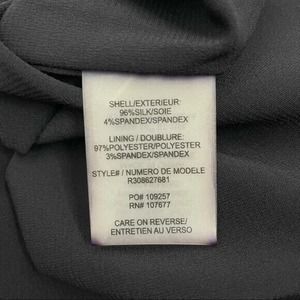 SHELL/EXTERIEUR:
96%SILK/SOIE
4%SPANDEX/SPANDEX
LINING / DOUBLURE:
97%POLYESTER/POLYESTER
3%SPANDEX/SPANDEX
STYLE# / NUMERO DE MODELE
R308627681
PO# 109257
RN# 107677
CARE ON REVERSE/
ENTRETIEN AU VERSO